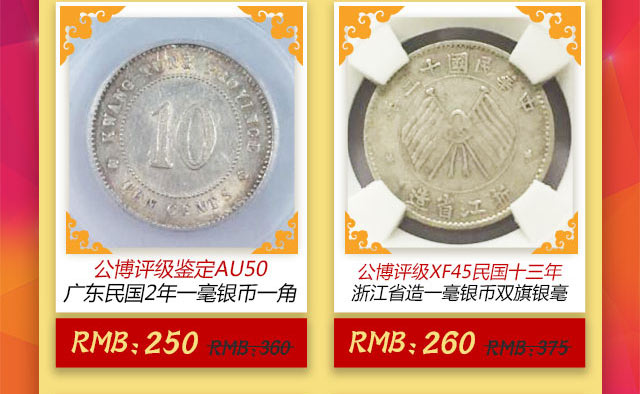 KWANG-TUNG PROVINCE
10
TEN CENTS
公博评级鉴定AU50
广东民国2年一毫银币一角
RMB:250 RMB:360
年三十國民華中
浙江省造
公博评级XF45民国十三年
浙江省造一毫银币双旗银毫
RMB:260 RMB:375